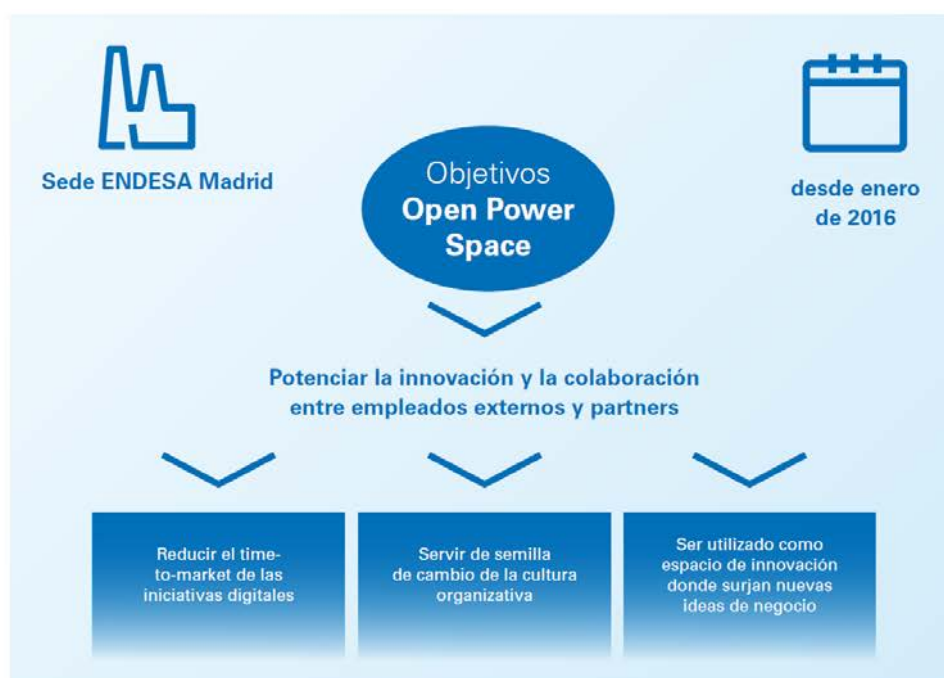 Sede ENDESA Madrid
desde enero
de 2016
Objetivos
Open Power
Space
Potenciar la innovación y la colaboración
entre empleados externos y partners
Reducir el time-
to-market de las
iniciativas digitales
Servir de semilla
de cambio de la cultura
organizativa
Ser utilizado como
espacio de innovación
donde surjan nuevas
ideas de negocio